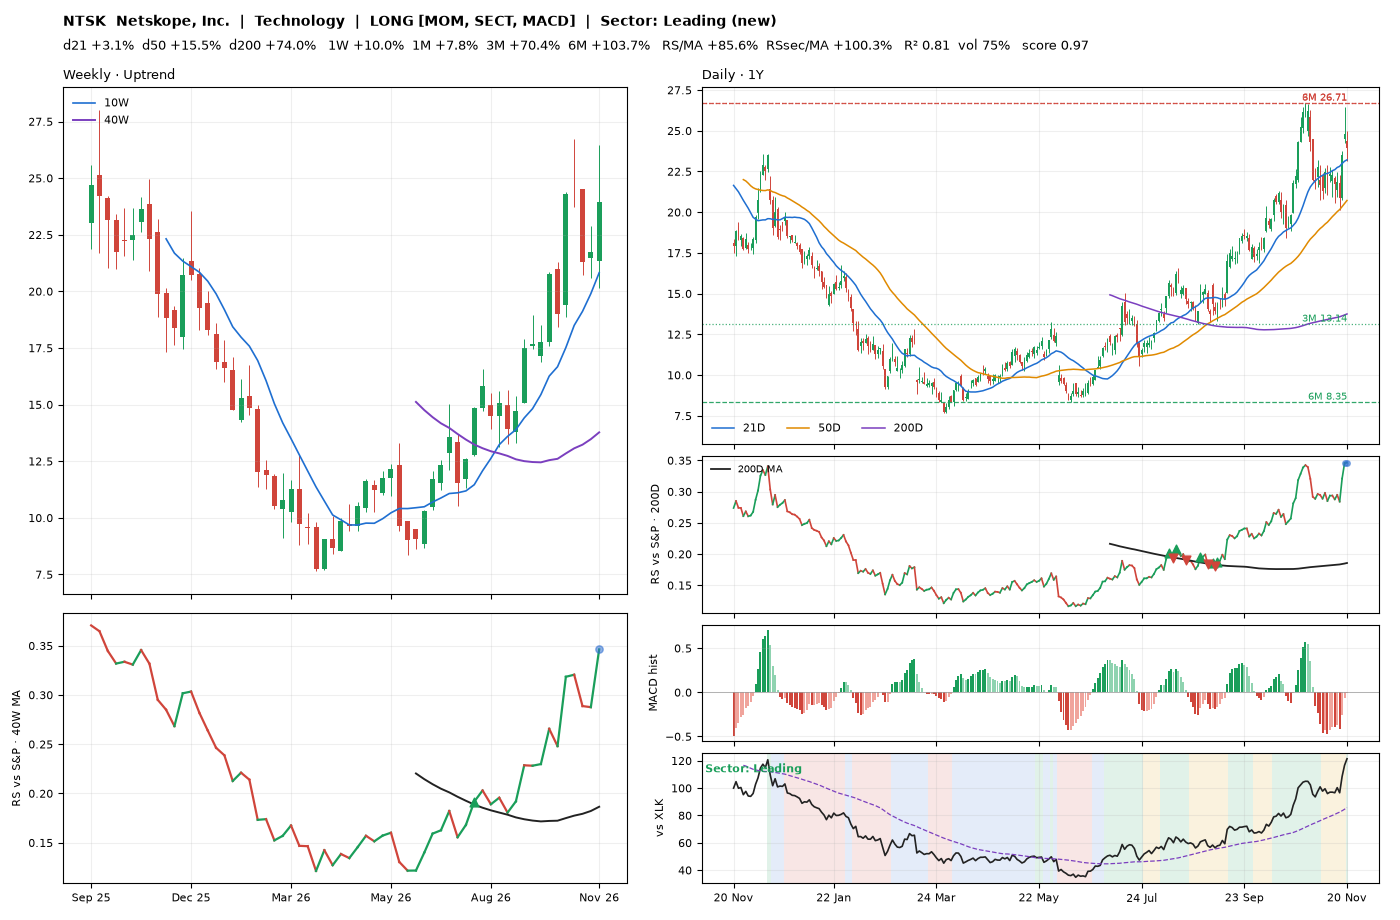 NTSK Netskope, Inc. | Technology | LONG [MOM, SECT, MACD] | Sector: Leading (new)
d21 +3.1% d50 +15.5% d200 +74.0% 1W +10.0% 1M +7.8% 3M +70.4% 6M +103.7% RS/MA +85.6% RSsec/MA +100.3% R² 0.81 vol 75% score 0.97
Weekly · Uptrend
10W
40W
27.5
25.0
22.5
20.0
17.5
15.0
12.5
10.0
7.5
RS vs S&P · 40W MA
0.35
0.30
0.25
0.20
0.15
Sep 25
Dec 25
Mar 26
May 26
Aug 26
Nov 26
Daily · 1Y
27.5
25.0
22.5
20.0
17.5
15.0
12.5
10.0
7.5
26.71
3M 13.14
6M 8.35
21D
50D
200D
RS vs S&P · 200D
200D MA
0.35
0.30
0.25
0.20
0.15
MACD hist
0.5
0.0
−0.5
vs XLK
Sector: Leading
120
100
80
60
40
20 Nov
22 Jan
24 Mar
22 May
24 Jul
23 Sep
20 Nov